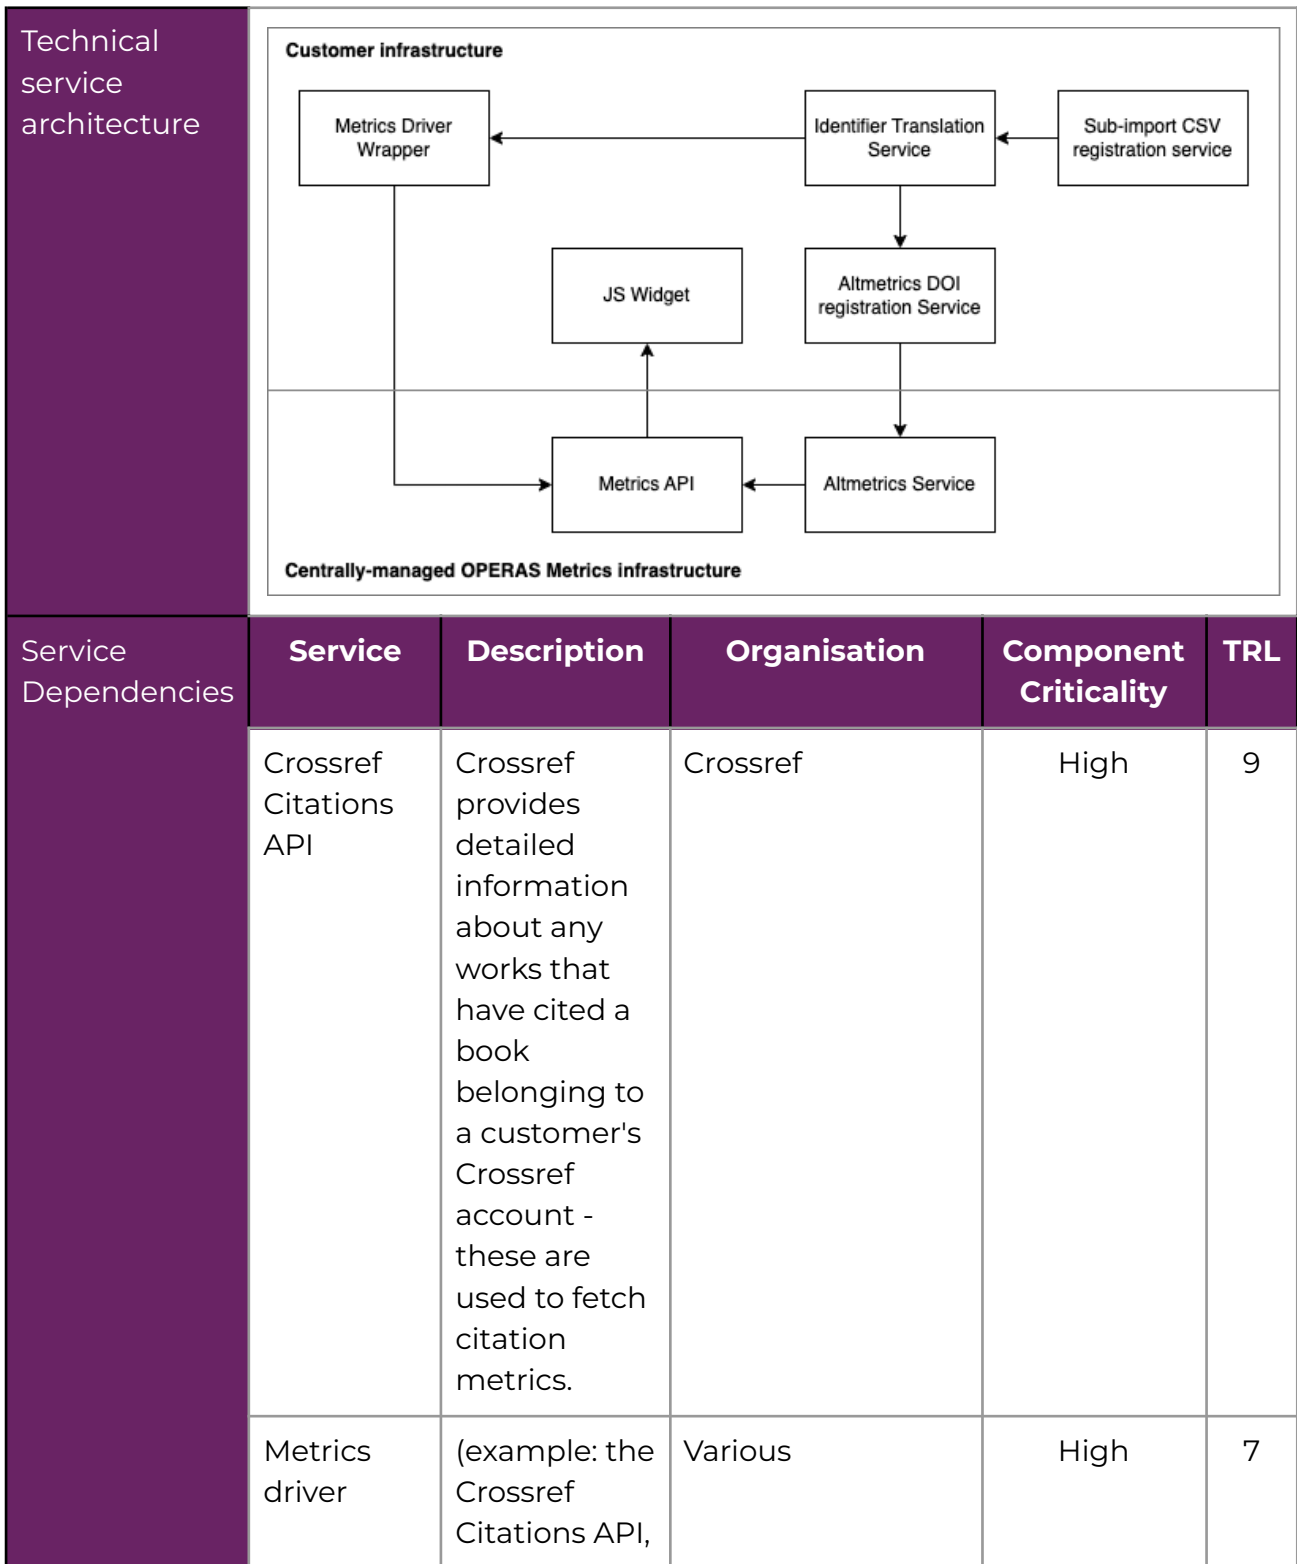 Technical
service
architecture
Customer infrastructure
Metrics Driver
Wrapper
Identifier Translation
Service
Sub-import CSV
registration service
JS Widget
Altmetrics DOI
registration Service
Metrics API
Altmetrics Service
Centrally-managed OPERAS Metrics infrastructure
Service
Dependencies
Service
Description
Organisation
Component
Criticality
TRL
Crossref
Citations
API
Crossref
provides
detailed
information
about any
works that
have cited a
book
belonging to
a customer's
Crossref
account -
these are
used to fetch
citation
metrics.
Crossref
High
9
Metrics
driver
(example: the
Crossref
Citations API,
Various
High
7